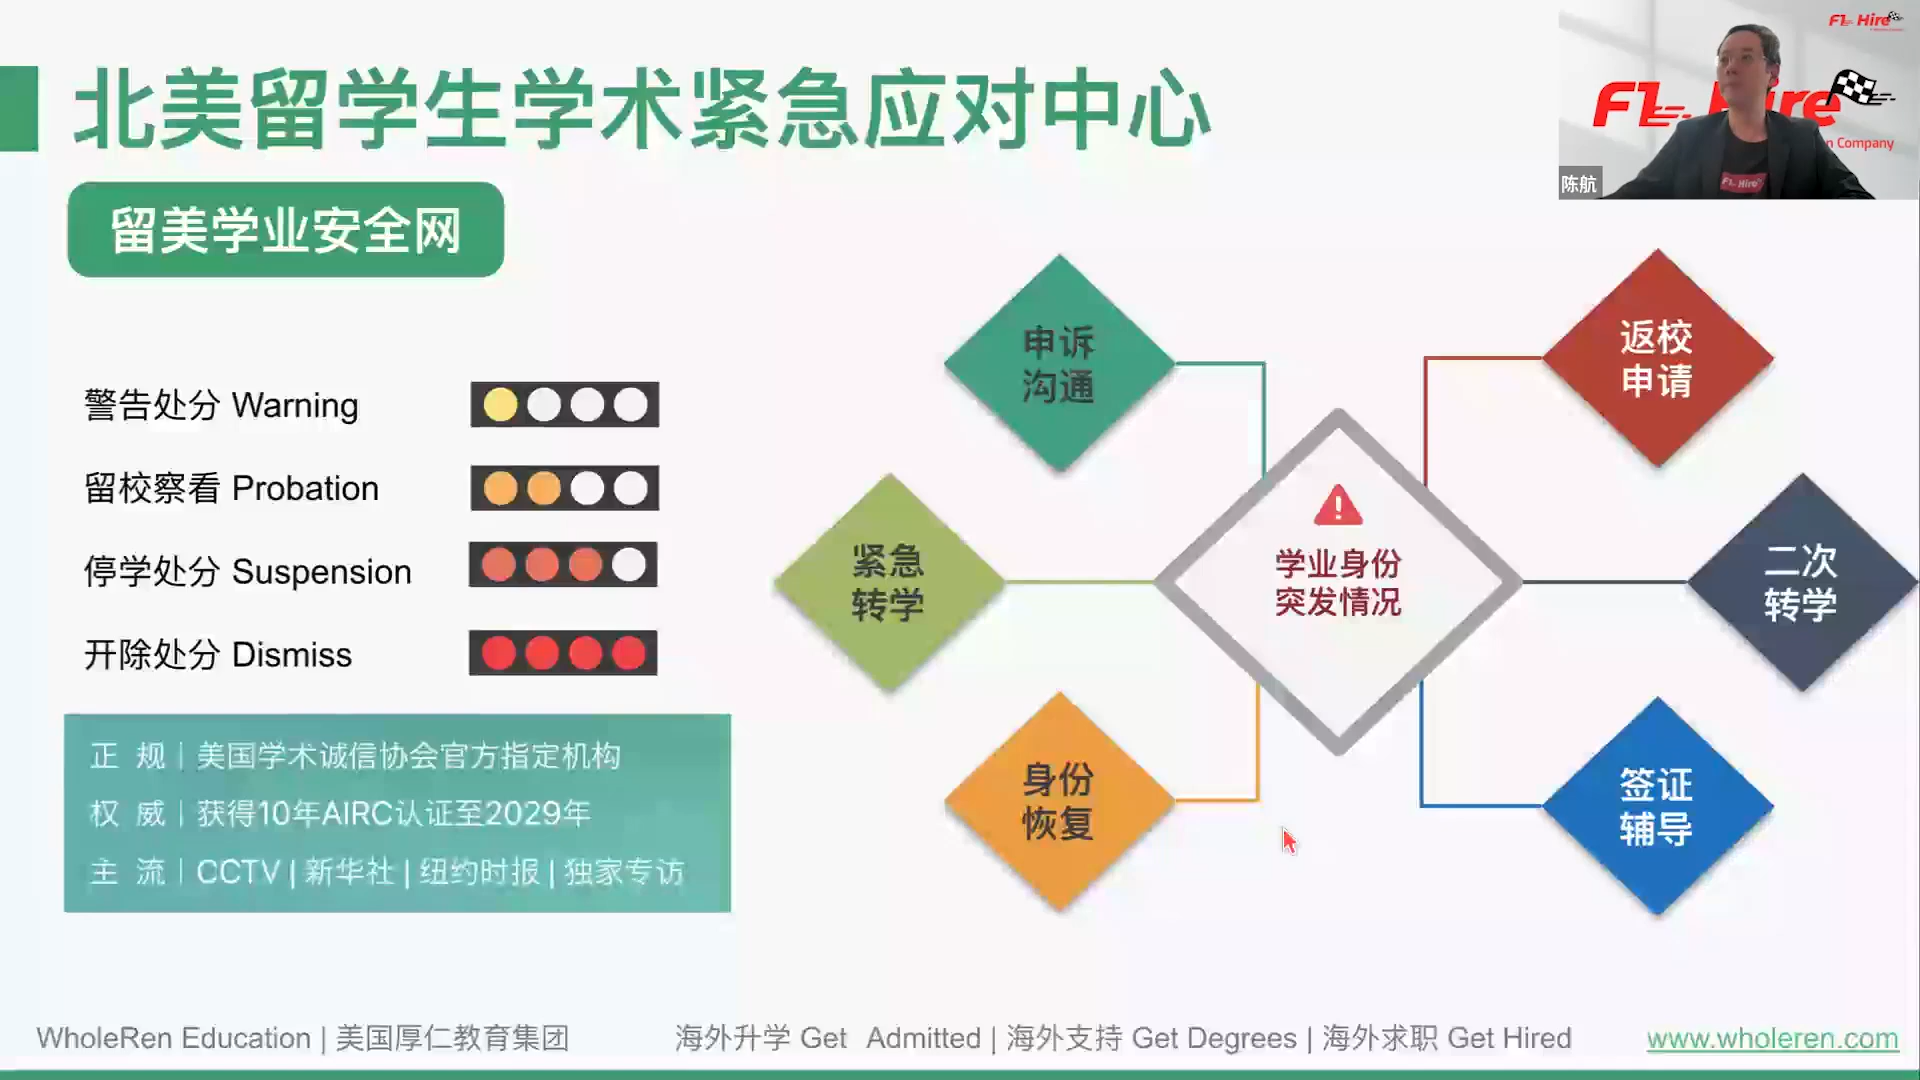 北美留学生学术紧急应对中心
留美学业安全网
警告处分 Warning
留校察看 Probation
停学处分 Suspension
开除处分 Dismiss
正 规 | 美国学术诚信协会官方指定机构
权 威 | 获得10年AIRC认证至2029年
主 流 | CCTV | 新华社 | 纽约时报 | 独家专访
申诉
沟通
返校
申请
紧急
转学
学业身份
突发情况
二次
转学
身份
恢复
签证
辅导
F1 Hire
F1 Hire
n Company
F1 Hire
陈航
WholeRen Education | 美国厚仁教育集团
海外升学 Get Admitted | 海外支持 Get Degrees | 海外求职 Get Hired
www.wholeren.com